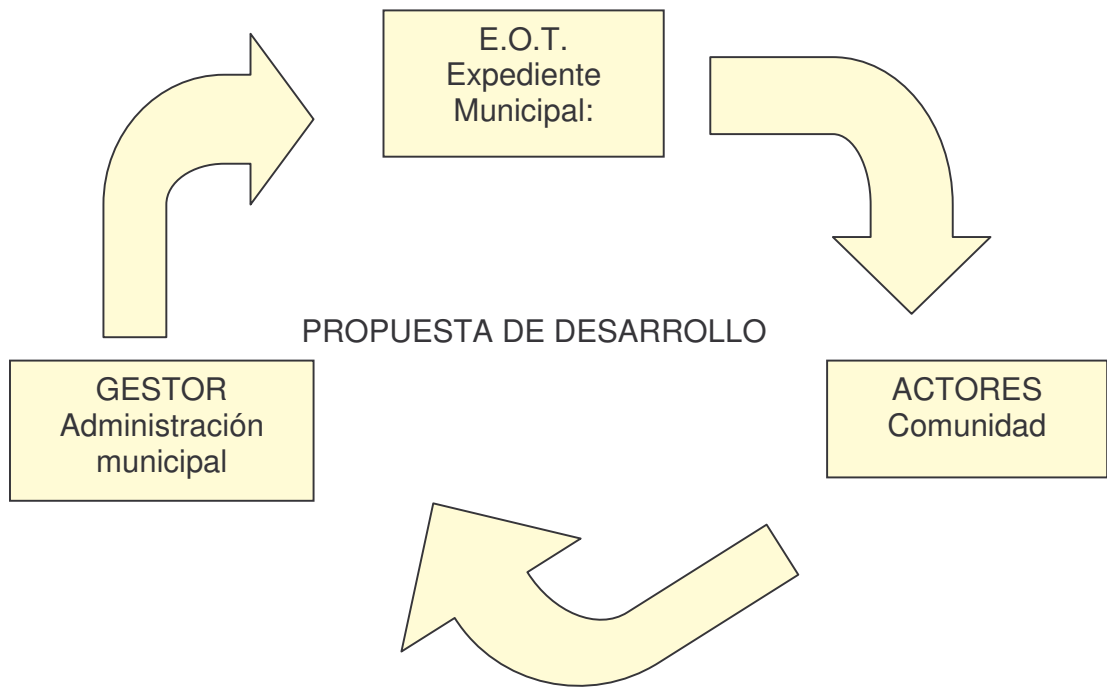 E.O.T.
Expediente
Municipal:
PROPUESTA DE DESARROLLO
GESTOR
Administración
municipal
ACTORES
Comunidad